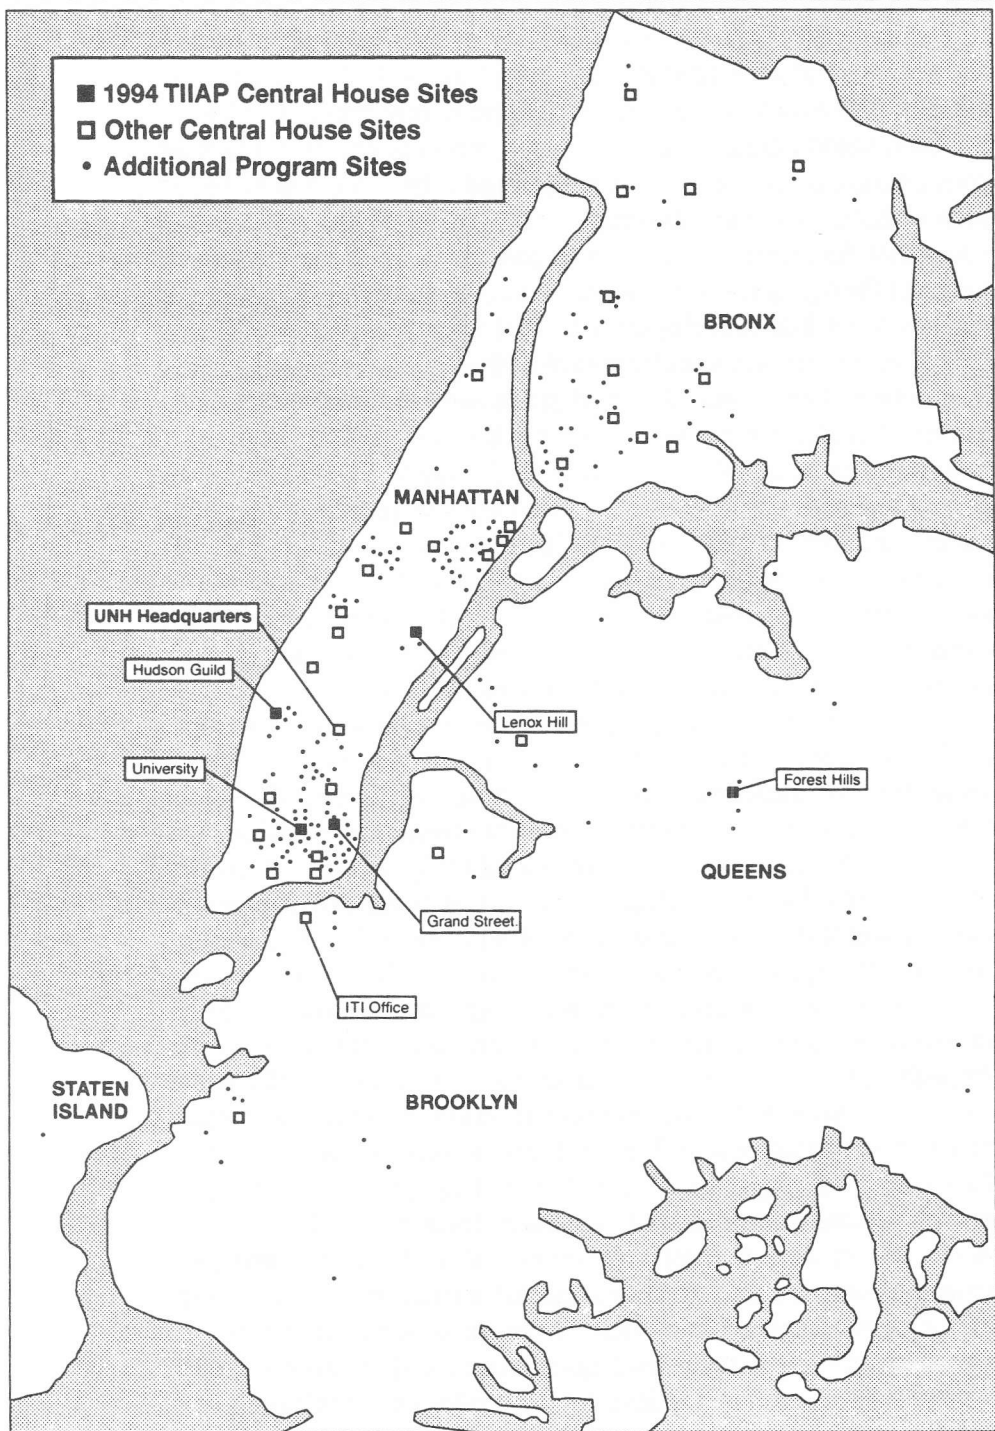 1994 TIIAP Central House Sites
Other Central House Sites
Additional Program Sites
BRONX
MANHATTAN
UNH Headquarters
Hudson Guild
Lenox Hill
University
Forest Hills
QUEENS
Grand Street.
ITI Office
STATEN
ISLAND
BROOKLYN